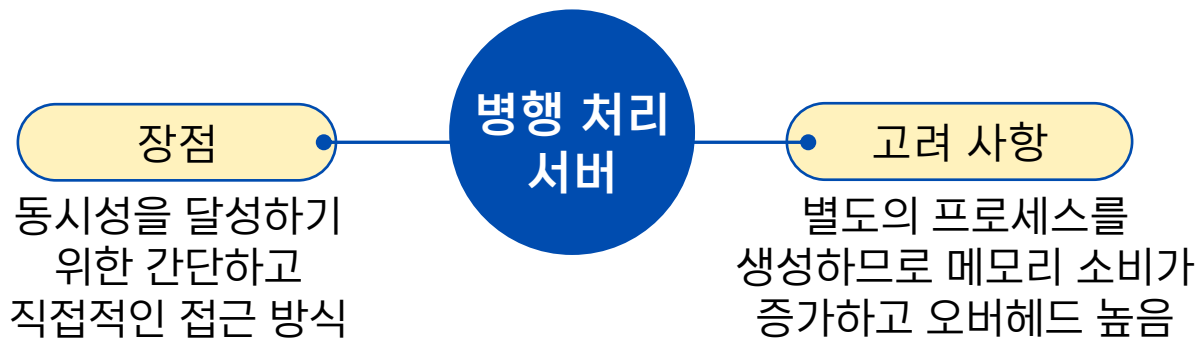 병행 처리
서버
장점
동시성을 달성하기
위한 간단하고
직접적인 접근 방식
고려 사항
별도의 프로세스를
생성하므로 메모리 소비가
증가하고 오버헤드 높음